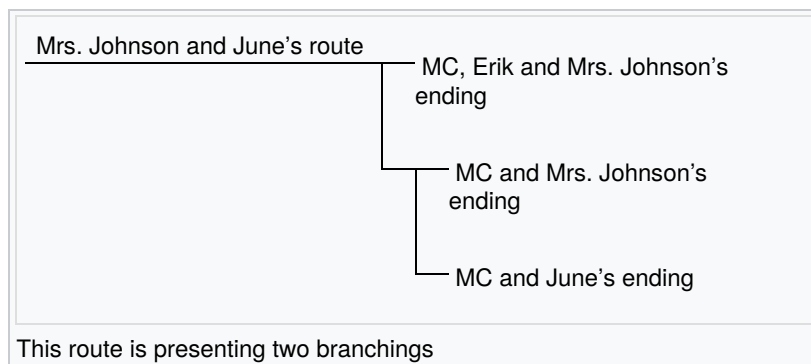 Mrs. Johnson and June’s route
MC, Erik and Mrs. Johnson’s
ending
MC and Mrs. Johnson’s
ending
MC and June’s ending
This route is presenting two branchings